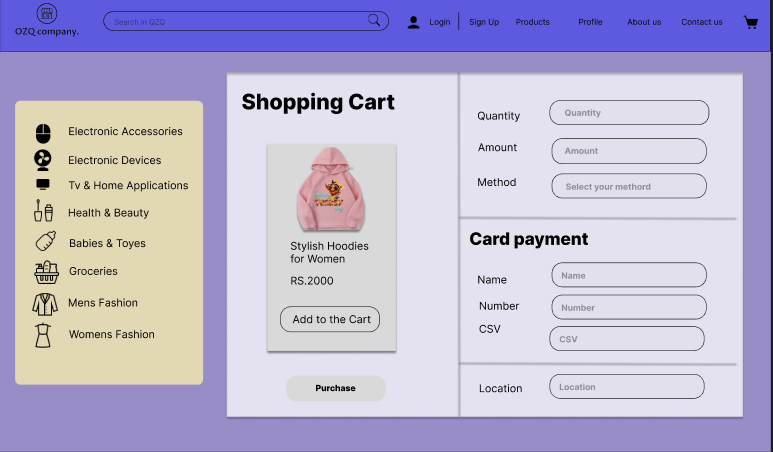 OZQ company.
Search in QZQ
Login
Sign Up
Products
Profile
About us
Contact us
Electronic Accessories
Electronic Devices
Tv & Home Applications
Health & Beauty
Babies & Toyes
Groceries
Mens Fashion
Womens Fashion
Shopping Cart
Stylish Hoodies
for Women
RS.2000
Add to the Cart
Purchase
Quantity
Quantity
Amount
Amount
Method
Select your methord
Card payment
Name
Name
Number
Number
CSV
CSV
Location
Location